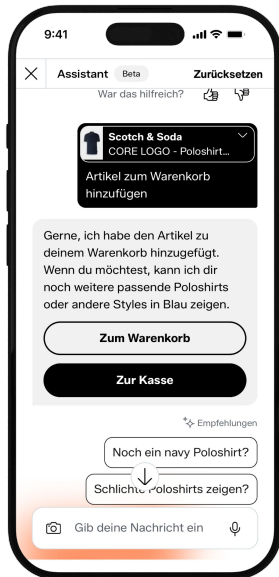 9:41
Assistant Beta Zurücksetzen
War das hilfreich?
Scotch & Soda
CORE LOGO - Poloshirt...
Artikel zum Warenkorb
hinzufügen
Gerne, ich habe den Artikel zu
deinem Warenkorb hinzugefügt.
Wenn du möchtest, kann ich dir
noch weitere passende Poloshirts
oder andere Styles in Blau zeigen.
Zum Warenkorb
Zur Kasse
Empfehlungen
Noch ein navy Poloshirt?
Schlichte Poloshirts zeigen?
Gib deine Nachricht ein